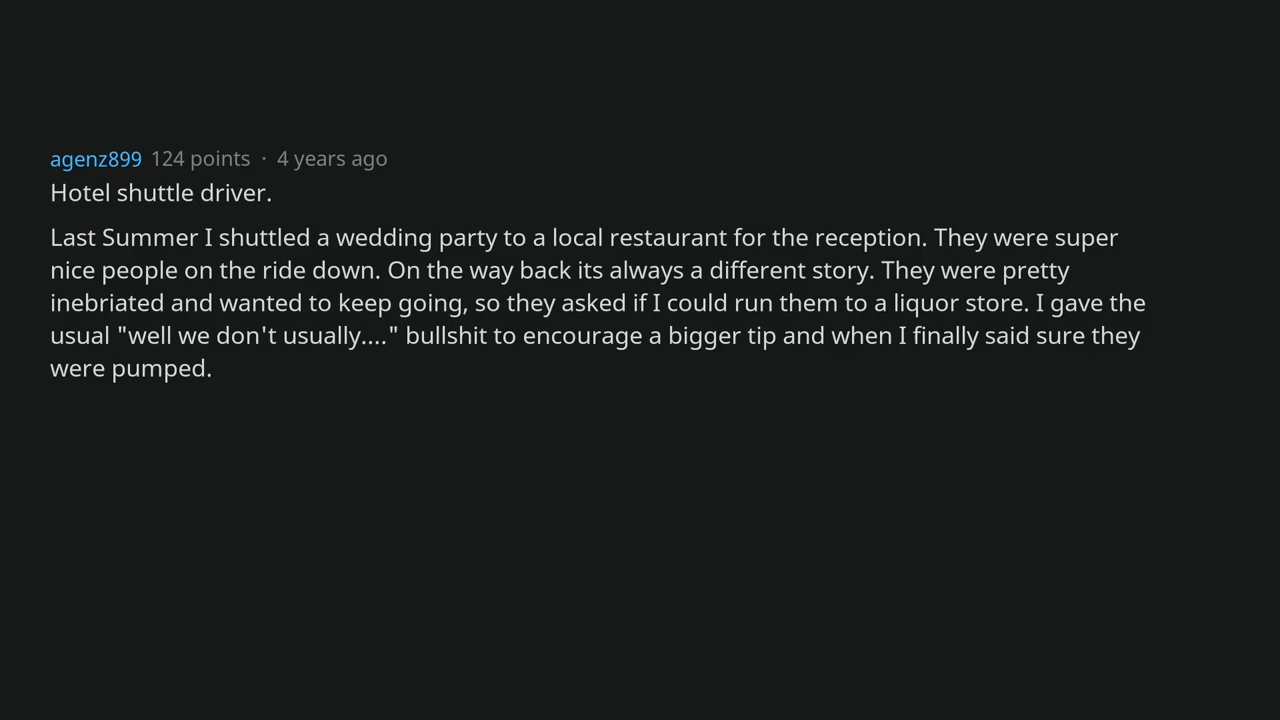 agenz899 124 points · 4 years ago
Hotel shuttle driver.
Last Summer I shuttled a wedding party to a local restaurant for the reception. They were super
nice people on the ride down. On the way back its always a different story. They were pretty
inebriated and wanted to keep going, so they asked if I could run them to a liquor store. I gave the
usual "well we don't usually...." bullshit to encourage a bigger tip and when I finally said sure they
were pumped.